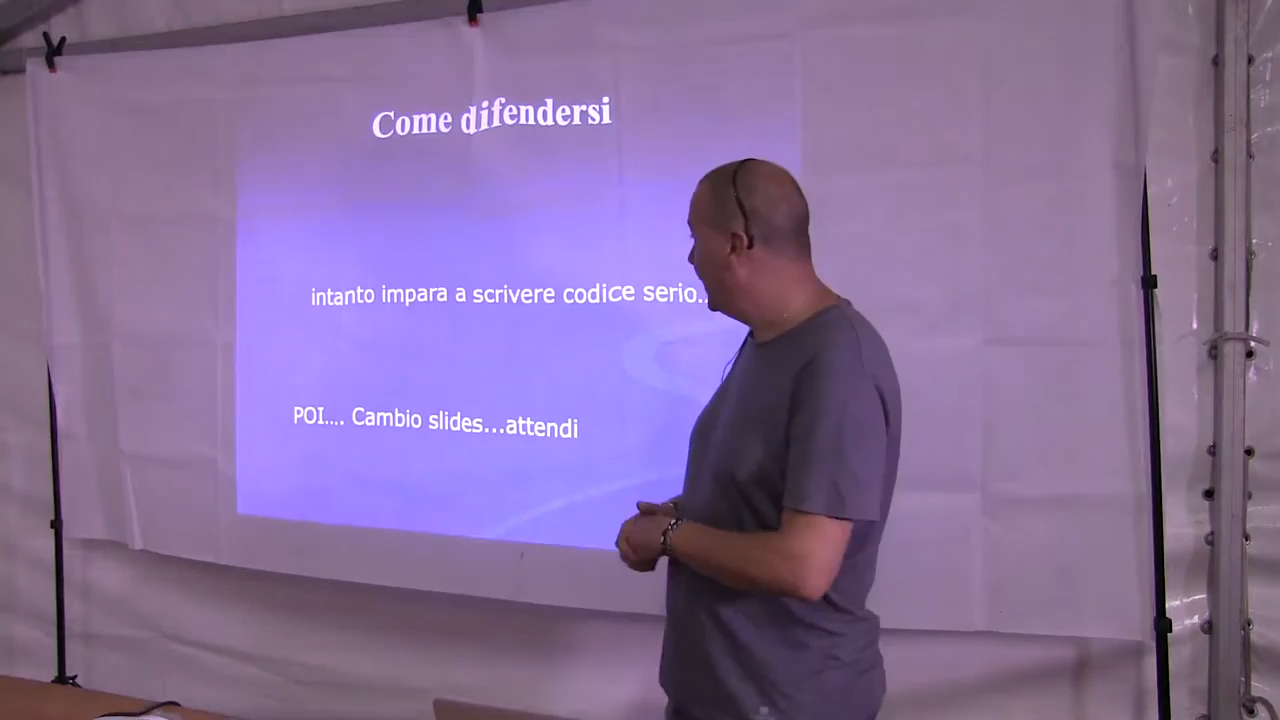 Come difendersi
intanto impara a scrivere codice serio..
POI.... Cambio slides...attendi